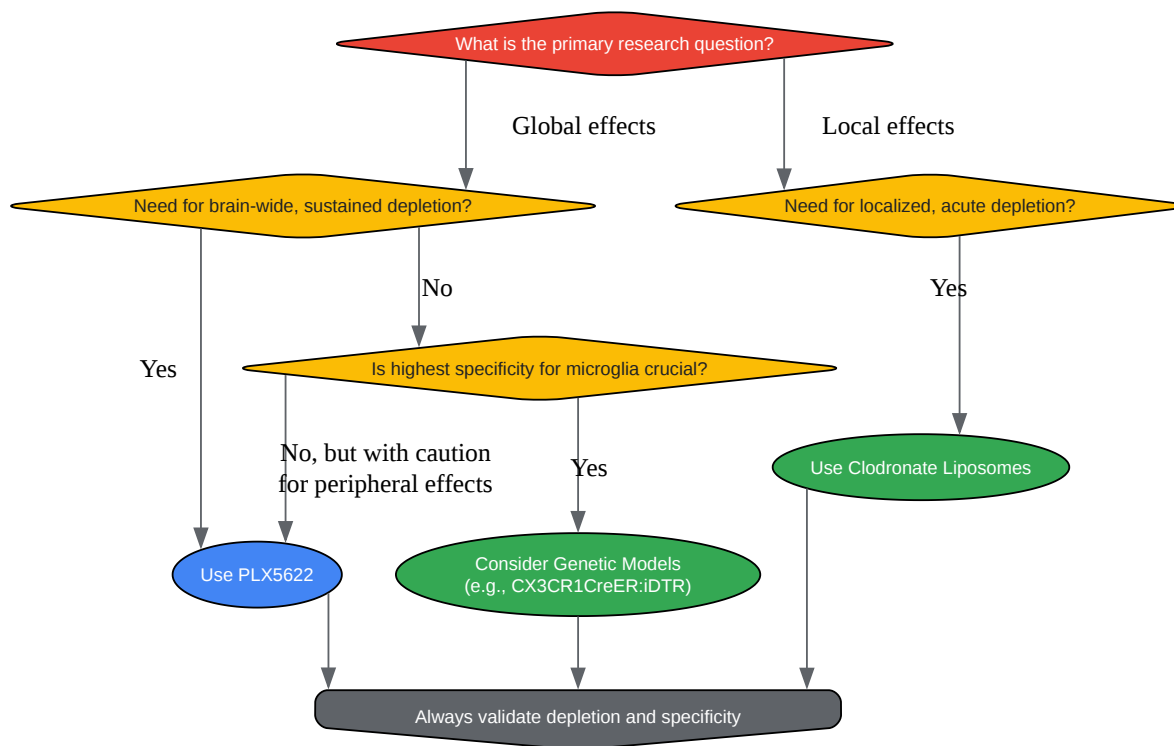 What is the primary research question?
Global effects
Local effects
Need for brain-wide, sustained depletion?
Need for localized, acute depletion?
No
Yes
Yes
Is highest specificity for microglia crucial?
No, but with caution
for peripheral effects
Yes
Use Clodronate Liposomes
Use PLX5622
Consider Genetic Models
(e.g., CX3CR1CreER:iDTR)
Always validate depletion and specificity